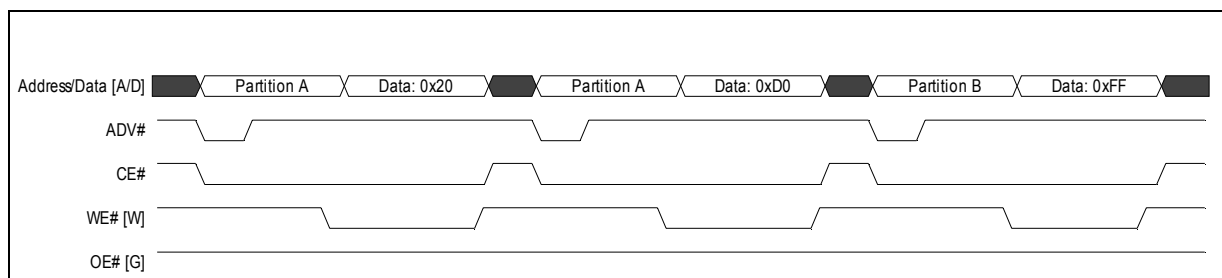 Address/Data [A/D] Partition A Data: 0x20 Partition A Data: 0xD0 Partition B Data: 0xFF
ADV#
CE#
WE# [W]
OE# [G]